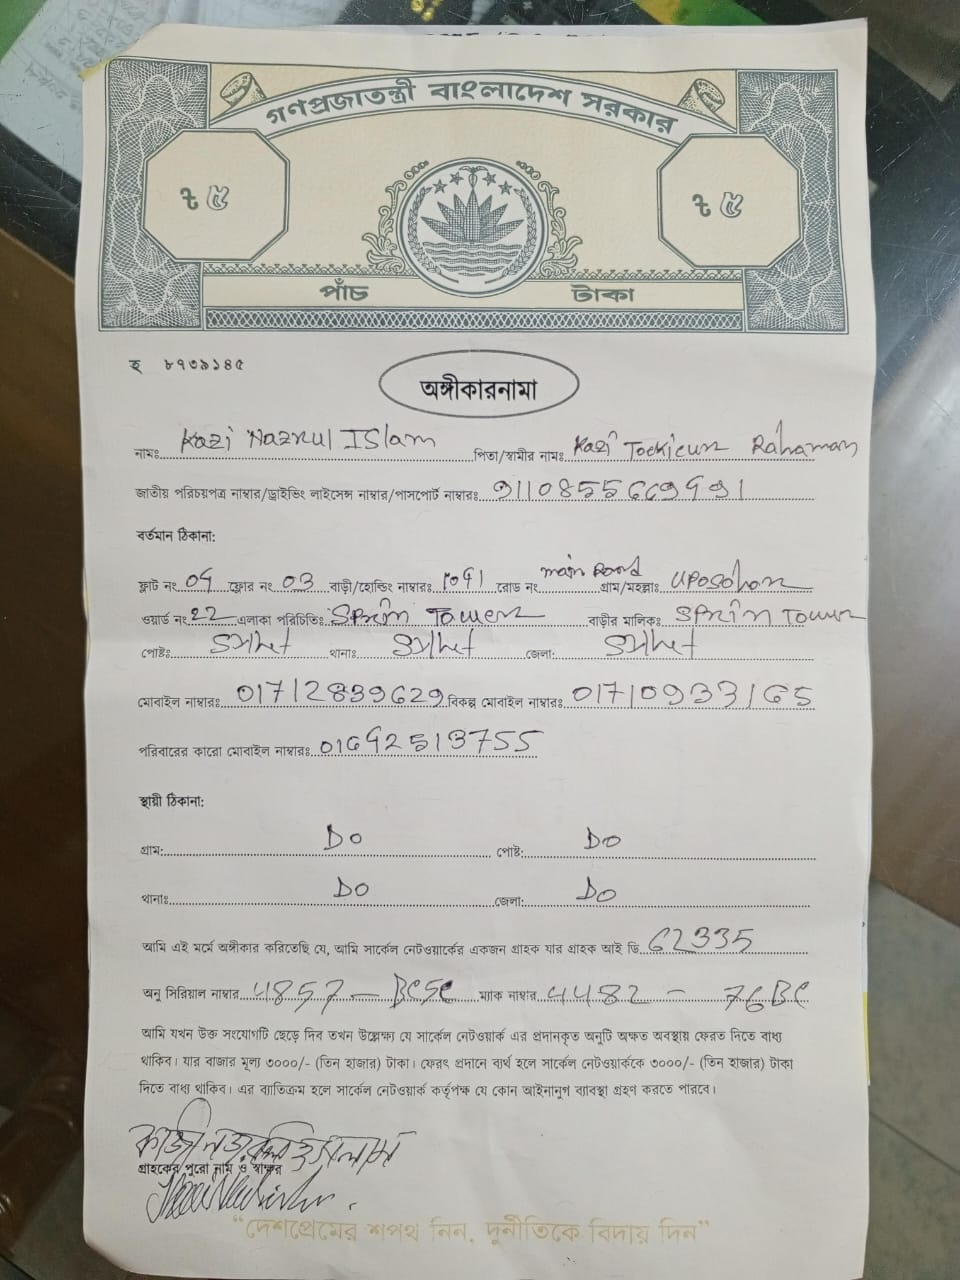 গণপ্রজাতন্ত্রী বাংলাদেশ সরকার
৳ ৫ ৳ ৫
পাঁচ টাকা
হ ৮৭৩৯১৪৫
অঙ্গীকারনামা
নামঃ Kazi Nazrul ISlam পিতা/স্বামীর নামঃ Kazi Rahaman
জাতীয় পরিচয়পত্র নাম্বার/ড্রাইভিং লাইসেন্স নাম্বার/পাসপোর্ট নাম্বারঃ
বর্তমান ঠিকানা:
ফ্লাট নং 04 ফ্লোর নং 03 বাড়ী/হোল্ডিং নাম্বারঃ রোড নং main Road গ্রাম/মহল্লাঃ UPOSOhor
ওয়ার্ড নং 22 এলাকা পরিচিতিঃ Tower বাড়ীর মালিকঃ Tower
পোষ্টঃ Sylhet থানাঃ Sylhet জেলা: Sylhet
মোবাইল নাম্বারঃ 01712839629 বিকল্প মোবাইল নাম্বারঃ 01710933165
পরিবারের কারো মোবাইল নাম্বারঃ
স্থায়ী ঠিকানা:
গ্রাম: DO পোষ্ট: DO
থানাঃ DO জেলা: DO
আমি এই মর্মে অঙ্গীকার করিতেছি যে, আমি সার্কেল নেটওয়ার্কের একজন গ্রাহক যার গ্রাহক আই ডি 62335
অনু সিরিয়াল নাম্বার 4857 – BC5C ম্যাক নাম্বার 4482 – 76BC
আমি যখন উক্ত সংযোগটি ছেড়ে দিব তখন উল্লেক্ষ্য যে সার্কেল নেটওয়ার্ক এর প্রদানকৃত অনুটি অক্ষত অবস্থায় ফেরত দিতে বাধ্য
থাকিব। যার বাজার মূল্য ৩০০০/- (তিন হাজার) টাকা। ফেরৎ প্রদানে ব্যর্থ হলে সার্কেল নেটওয়ার্ককে ৩০০০/- (তিন হাজার) টাকা
দিতে বাধ্য থাকিব। এর ব্যতিক্রম হলে সার্কেল নেটওয়ার্ক কর্তৃপক্ষ যে কোন আইনানুগ ব্যবস্থা গ্রহণ করতে পারবে।
কাজী নজরুল ইসলাম
গ্রাহকের পুরো নাম ও স্বাক্ষর
“দেশপ্রেমের শপথ নিন, দুর্নীতিকে বিদায় দিন”